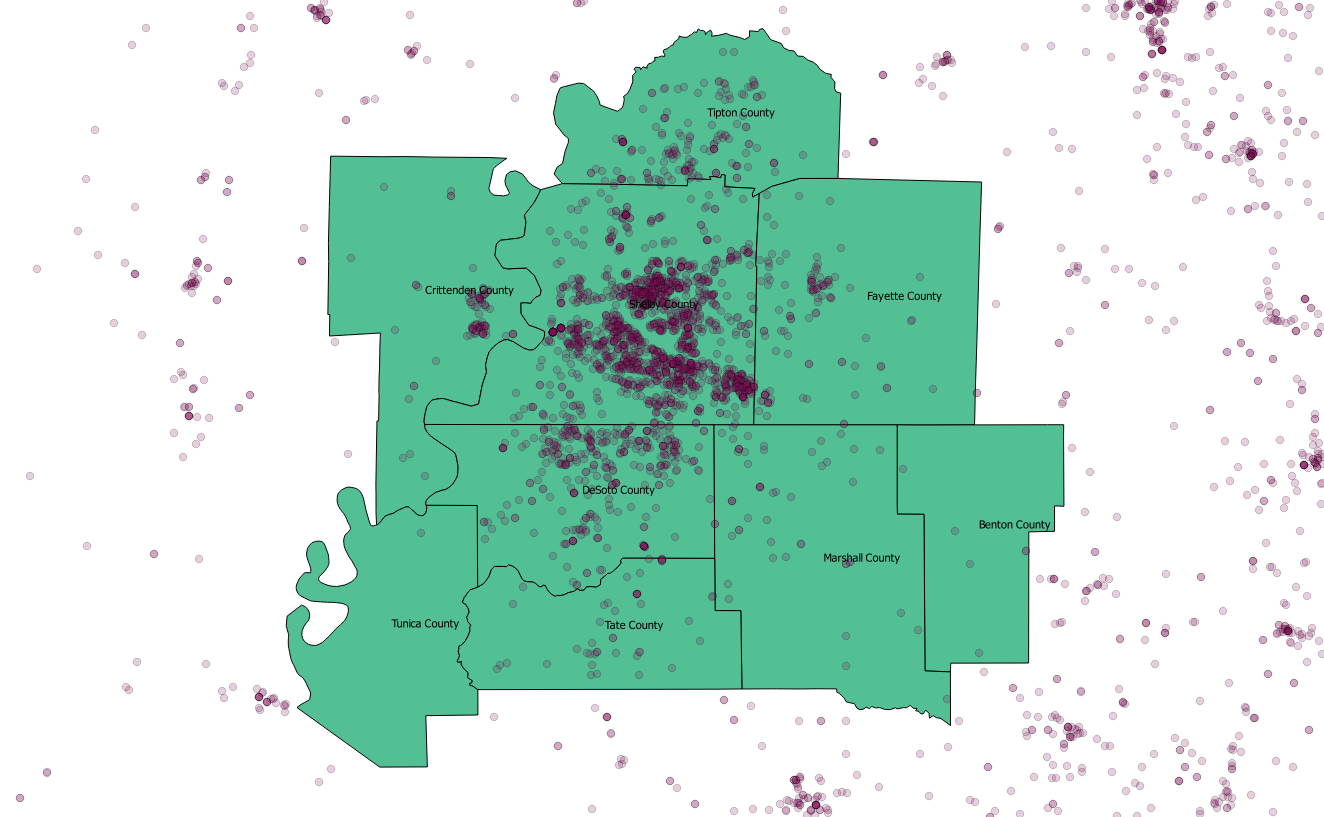 Tipton County
Crittenden County
Shelby County
Fayette County
DeSoto County
Benton County
Marshall County
Tunica County
Tate County